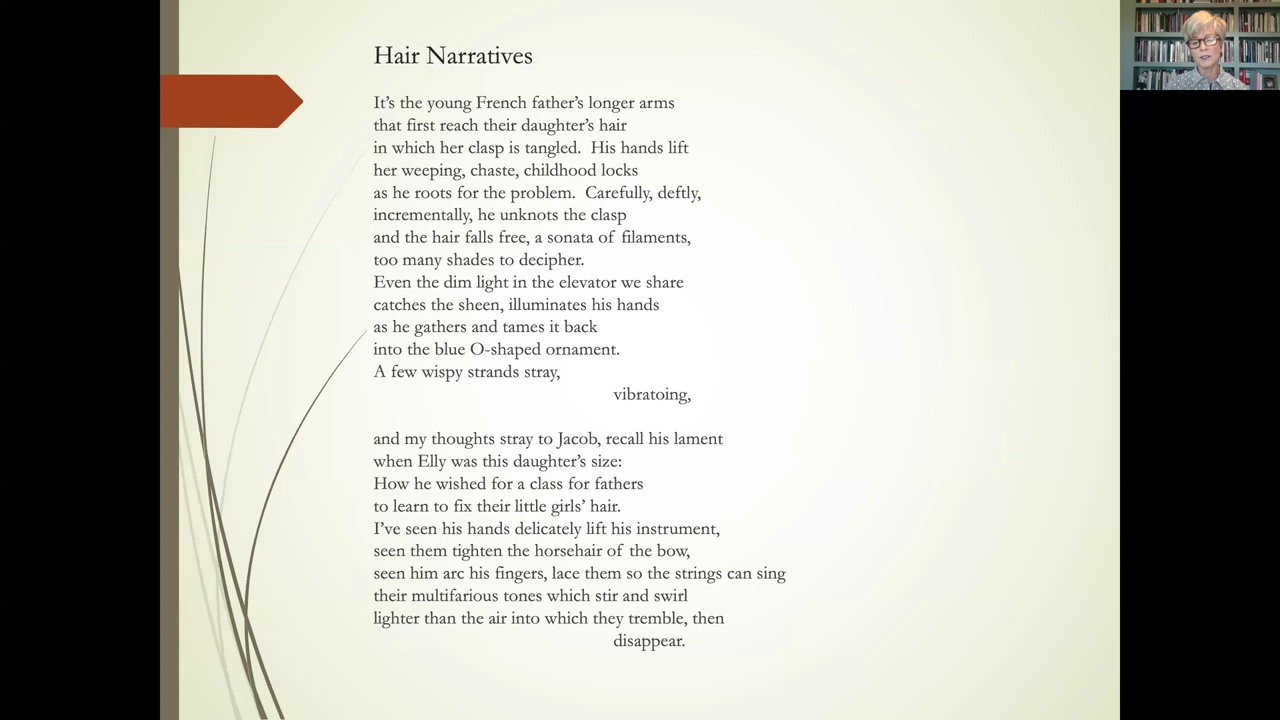 Hair Narratives
It’s the young French father’s longer arms
that first reach their daughter’s hair
in which her clasp is tangled.  His hands lift
her weeping, chaste, childhood locks
as he roots for the problem.  Carefully, deftly,
incrementally, he unknots the clasp
and the hair falls free, a sonata of filaments,
too many shades to decipher.
Even the dim light in the elevator we share
catches the sheen, illuminates his hands
as he gathers and tames it back
into the blue O-shaped ornament.
A few wispy strands stray,
vibratoing,
and my thoughts stray to Jacob, recall his lament
when Elly was this daughter’s size:
How he wished for a class for fathers
to learn to fix their little girls’ hair.
I’ve seen his hands delicately lift his instrument,
seen them tighten the horsehair of the bow,
seen him arc his fingers, lace them so the strings can sing
their multifarious tones which stir and swirl
lighter than the air into which they tremble, then
disappear.